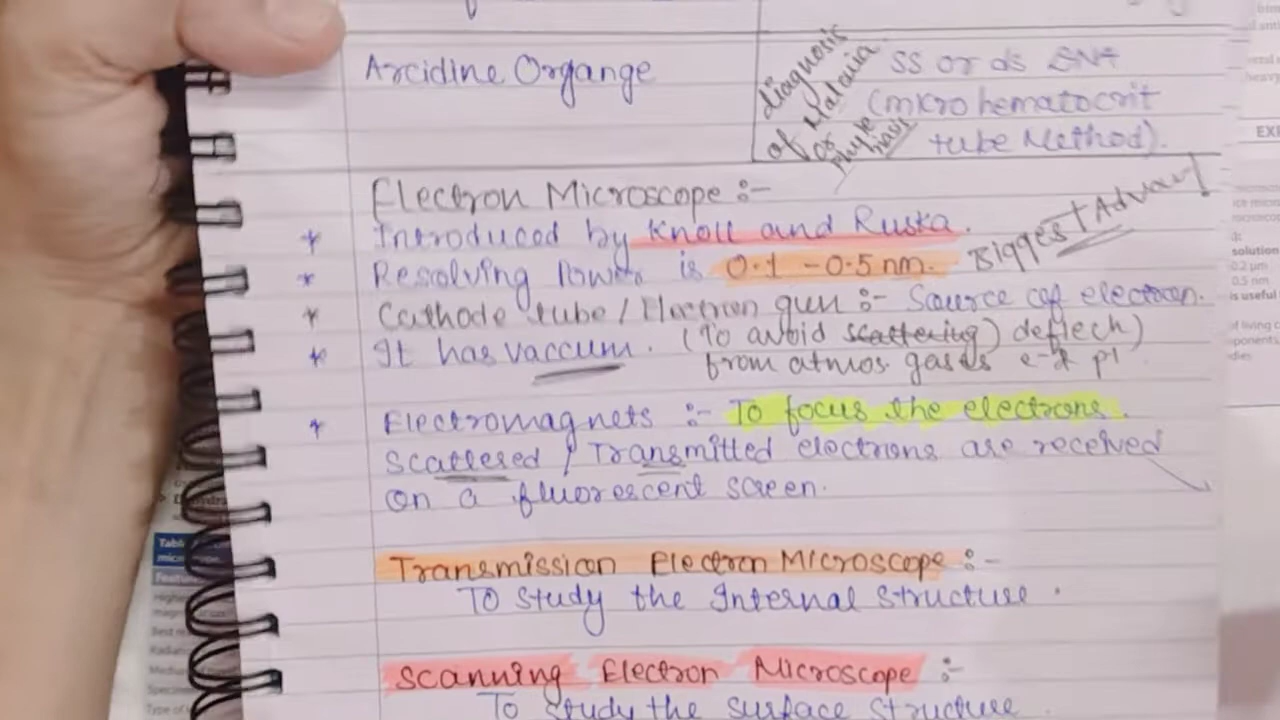 Arcidine Organge
diagnosis
of Malaria
SS or ds DNA
(microhematocrit
tube Method).
Electron Microscope :-
* Introduced by Knoll and Ruska.
* Resolving Power is 0.1 - 0.5 nm. Biggest Advan
* Cathode tube / Electron gun :- Source of electron.
* It has vaccum. (To avoid scattering) deflech)
from atmos. gases
* Electromagnets :- To focus the electrons.
Scattered / Transmitted electrons are received
on a fluorescent screen.
Transmission Electron Microscope :-
To study the Internal Structure.
Scanning Electron Microscope :-
To study the surface structure.